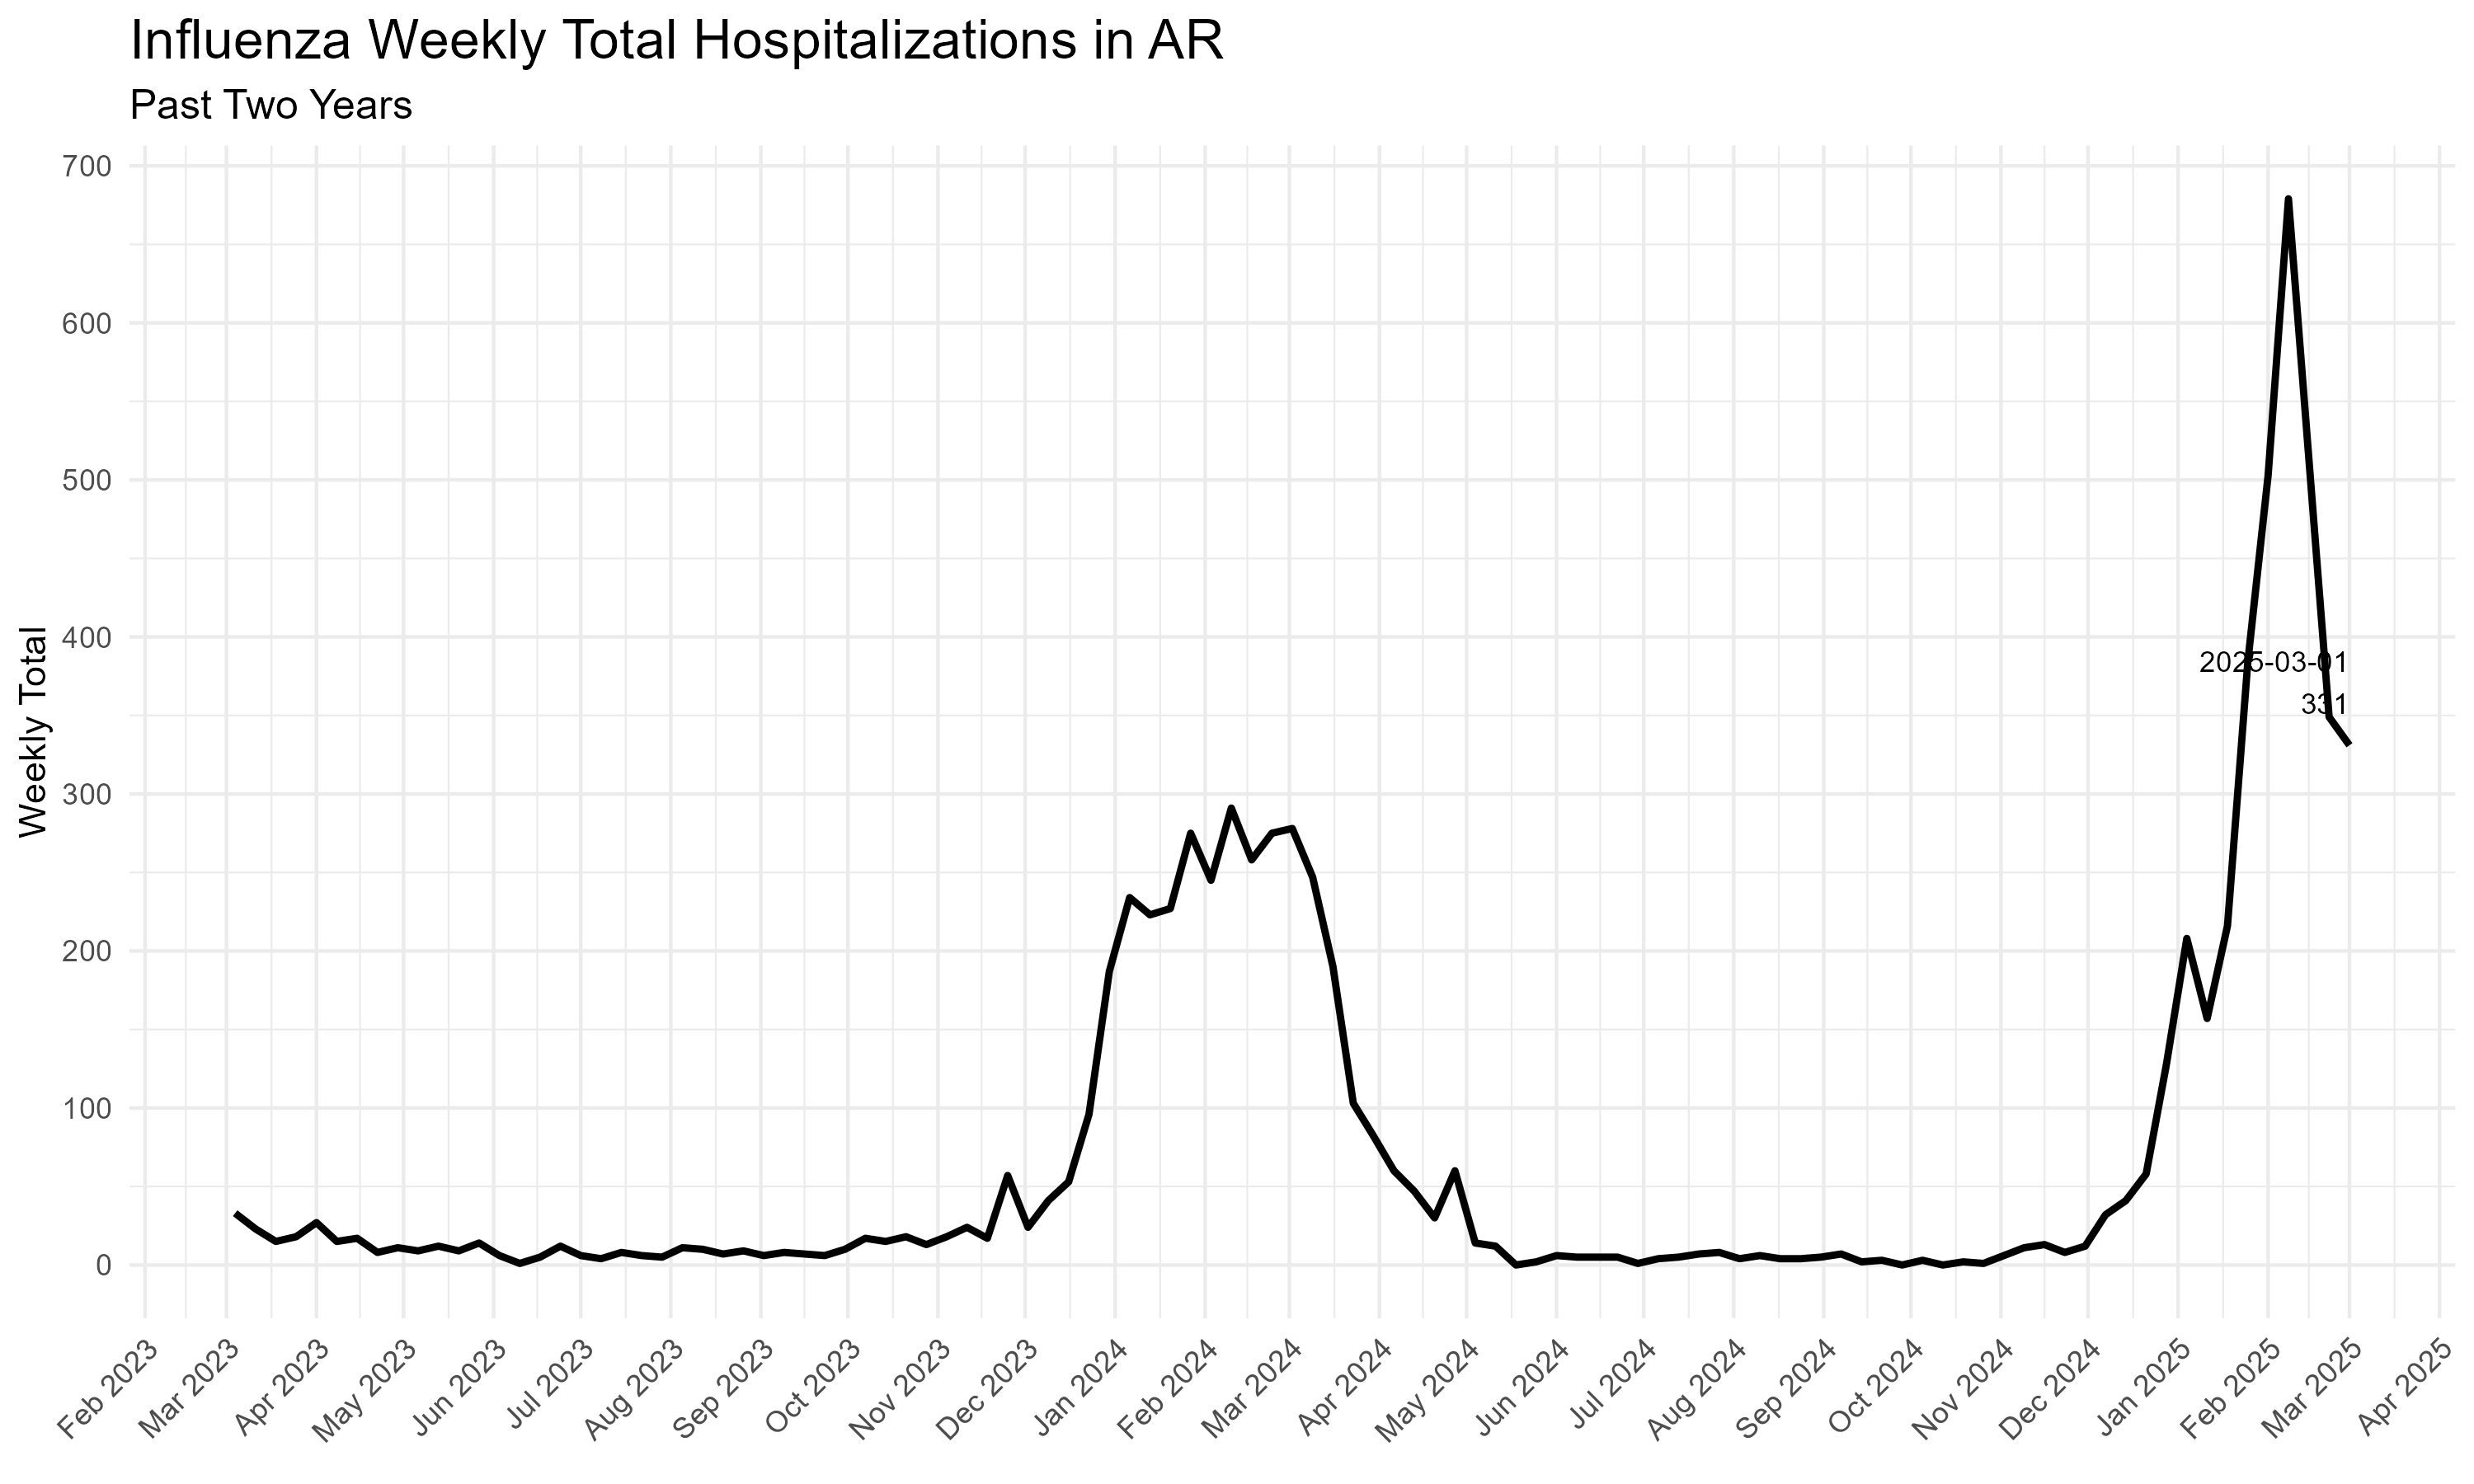 Influenza Weekly Total Hospitalizations in AR
Past Two Years
Weekly Total
700
600
500
400
300
200
100
0
2025-03-01
331
Feb 2023
Mar 2023
Apr 2023
May 2023
Jun 2023
Jul 2023
Aug 2023
Sep 2023
Oct 2023
Nov 2023
Dec 2023
Jan 2024
Feb 2024
Mar 2024
Apr 2024
May 2024
Jun 2024
Jul 2024
Aug 2024
Sep 2024
Oct 2024
Nov 2024
Dec 2024
Jan 2025
Feb 2025
Mar 2025
Apr 2025